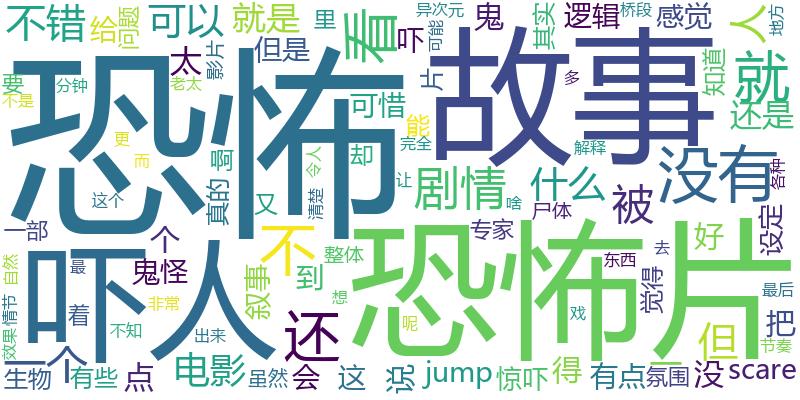 不错
给
问题
可以
就是
里
看
吓
异次元
可能
鬼
片
桥段
逻辑
其实
感觉
人
地方
太
影片
但是
恐怖
故事
多
知道
就
还是
要
分钟
不是
老太
可惜
能
更
而
啊
却
完全
解释
各种
这个
真的
令人
清楚
又
让
剧情
啥
什么
没有
被
设定
一部
个
鬼怪
吓人
不
到
整体
专家
尸体
恐怖片
东西
去
觉得
好
最后
自然
最
着
叙事
非常
还
想
呢
戏
但
把
节奏
效果
情节
不知
出来
一个
生物
有些
点
电影
虽然
会
这
说
jump
惊吓
得
有点
氛围
没
scare